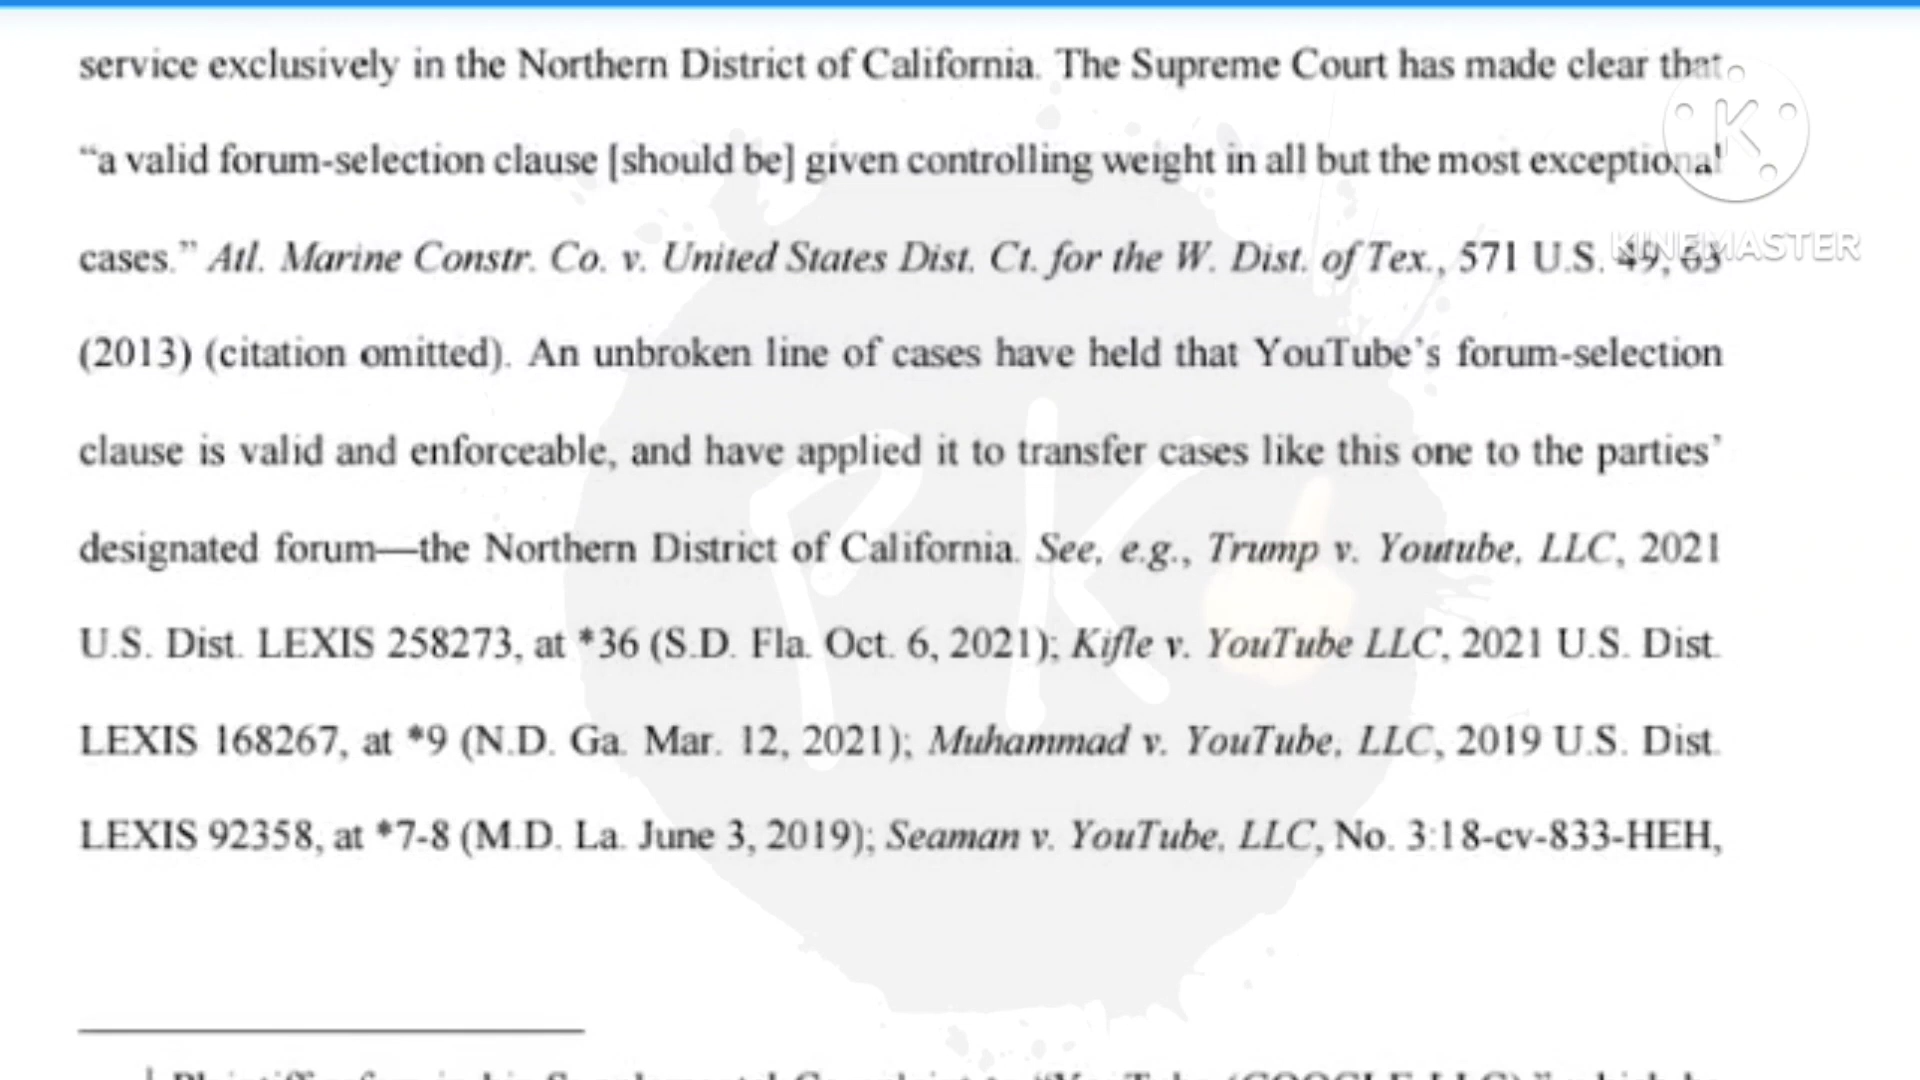 service exclusively in the Northern District of California. The Supreme Court has made clear that
“a valid forum-selection clause [should be] given controlling weight in all but the most exceptional
cases.” Atl. Marine Constr. Co. v. United States Dist. Ct. for the W. Dist. of Tex., 571 U.S. 49, 63
(2013) (citation omitted). An unbroken line of cases have held that YouTube’s forum-selection
clause is valid and enforceable, and have applied it to transfer cases like this one to the parties’
designated forum—the Northern District of California. See, e.g., Trump v. Youtube, LLC, 2021
U.S. Dist. LEXIS 258273, at *36 (S.D. Fla. Oct. 6, 2021); Kifle v. YouTube LLC, 2021 U.S. Dist.
LEXIS 168267, at *9 (N.D. Ga. Mar. 12, 2021); Muhammad v. YouTube, LLC, 2019 U.S. Dist.
LEXIS 92358, at *7-8 (M.D. La. June 3, 2019); Seaman v. YouTube, LLC, No. 3:18-cv-833-HEH,
K
KINEMASTER
PK